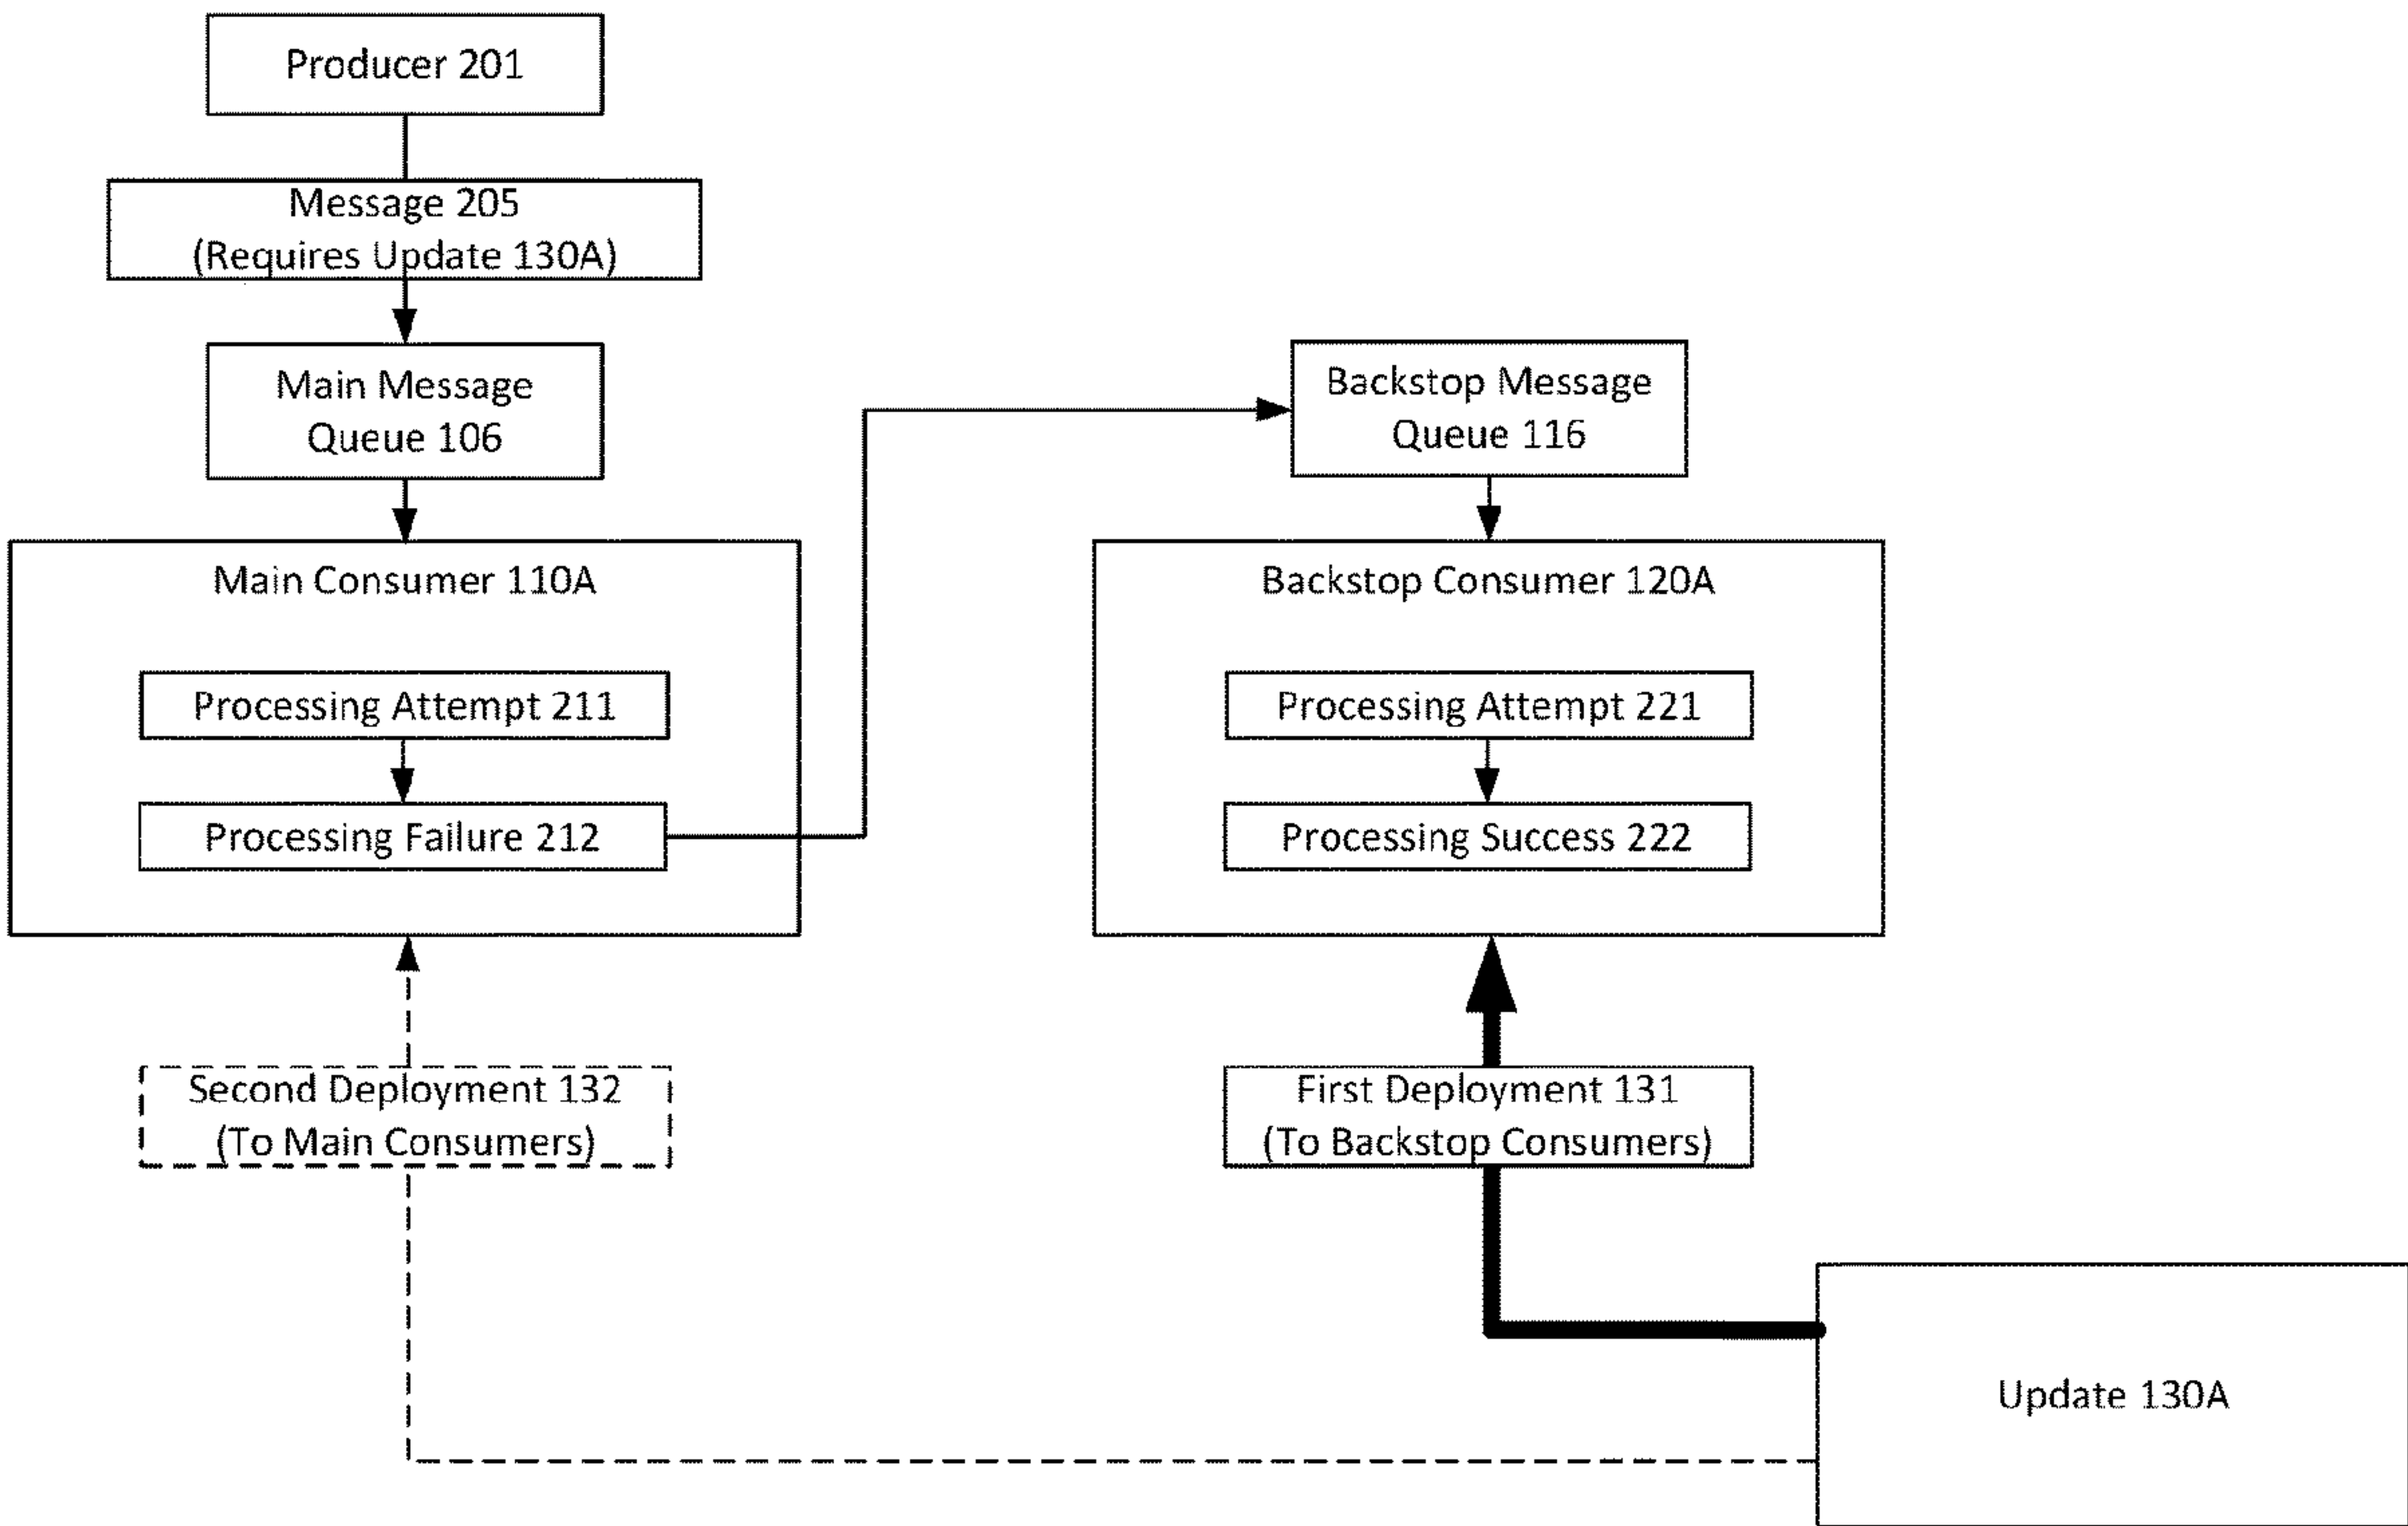 Producer 201
Message 205
(Requires Update 130A)
Main Message
Queue 106
Backstop Message
Queue 116
Main Consumer 110A
Processing Attempt 211
Processing Failure 212
Backstop Consumer 120A
Processing Attempt 221
Processing Success 222
Second Deployment 132
(To Main Consumers)
First Deployment 131
(To Backstop Consumers)
Update 130A